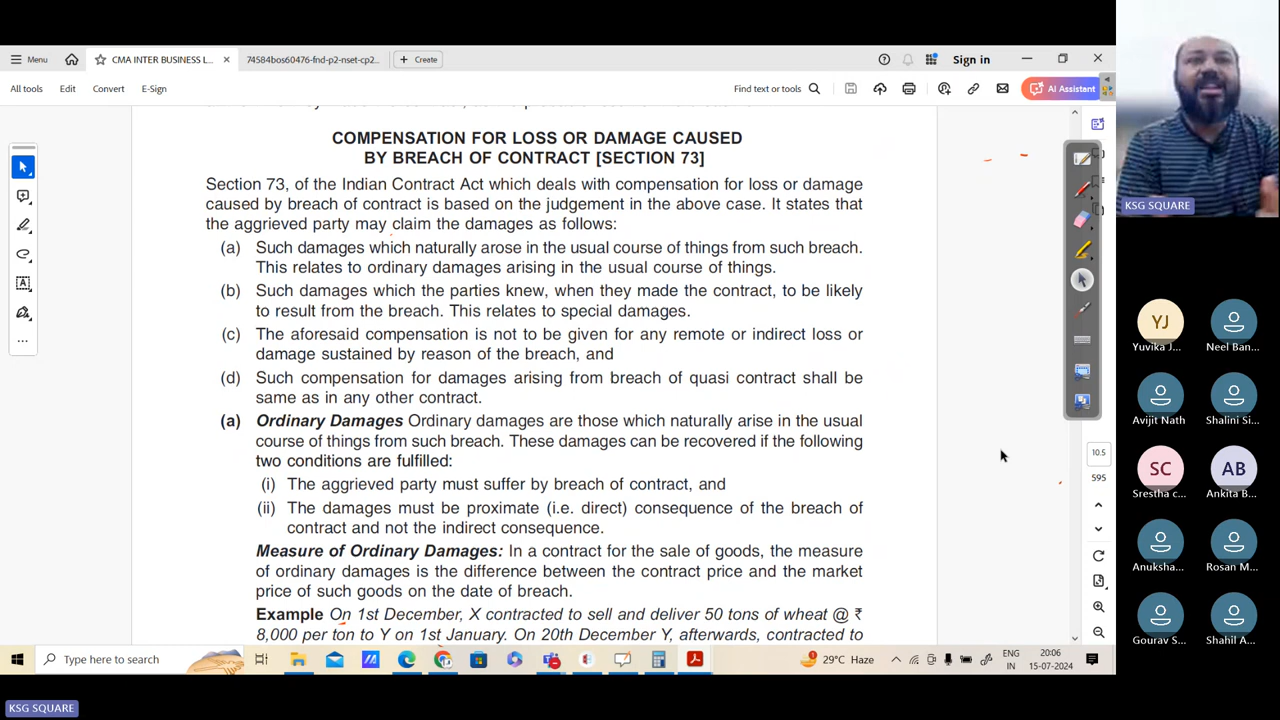 Menu
CMA INTER BUSINESS L...
74584bos60476-fnd-p2-nset-cp2...
Create
Sign in
All tools
Edit
Convert
E-Sign
Find text or tools
AI Assistant
COMPENSATION FOR LOSS OR DAMAGE CAUSED
BY BREACH OF CONTRACT [SECTION 73]
Section 73, of the Indian Contract Act which deals with compensation for loss or damage
caused by breach of contract is based on the judgement in the above case. It states that
the aggrieved party may claim the damages as follows:
(a) Such damages which naturally arose in the usual course of things from such breach.
This relates to ordinary damages arising in the usual course of things.
(b) Such damages which the parties knew, when they made the contract, to be likely
to result from the breach. This relates to special damages.
(c) The aforesaid compensation is not to be given for any remote or indirect loss or
damage sustained by reason of the breach, and
(d) Such compensation for damages arising from breach of quasi contract shall be
same as in any other contract.
(a) Ordinary Damages Ordinary damages are those which naturally arise in the usual
course of things from such breach. These damages can be recovered if the following
two conditions are fulfilled:
(i) The aggrieved party must suffer by breach of contract, and
(ii) The damages must be proximate (i.e. direct) consequence of the breach of
contract and not the indirect consequence.
Measure of Ordinary Damages: In a contract for the sale of goods, the measure
of ordinary damages is the difference between the contract price and the market
price of such goods on the date of breach.
Example On 1st December, X contracted to sell and deliver 50 tons of wheat @ ₹
8,000 per ton to Y on 1st January. On 20th December Y, afterwards, contracted to
10.5
595
Type here to search
29°C Haze
ENG
IN
20:06
15-07-2024
KSG SQUARE
KSG SQUARE
YJ
Yuvika J...
Neel Ban...
Avijit Nath
Shalini Si...
SC
Srestha c...
AB
Ankita B...
Anuksha...
Rosan M...
Gourav S...
Shahil A...